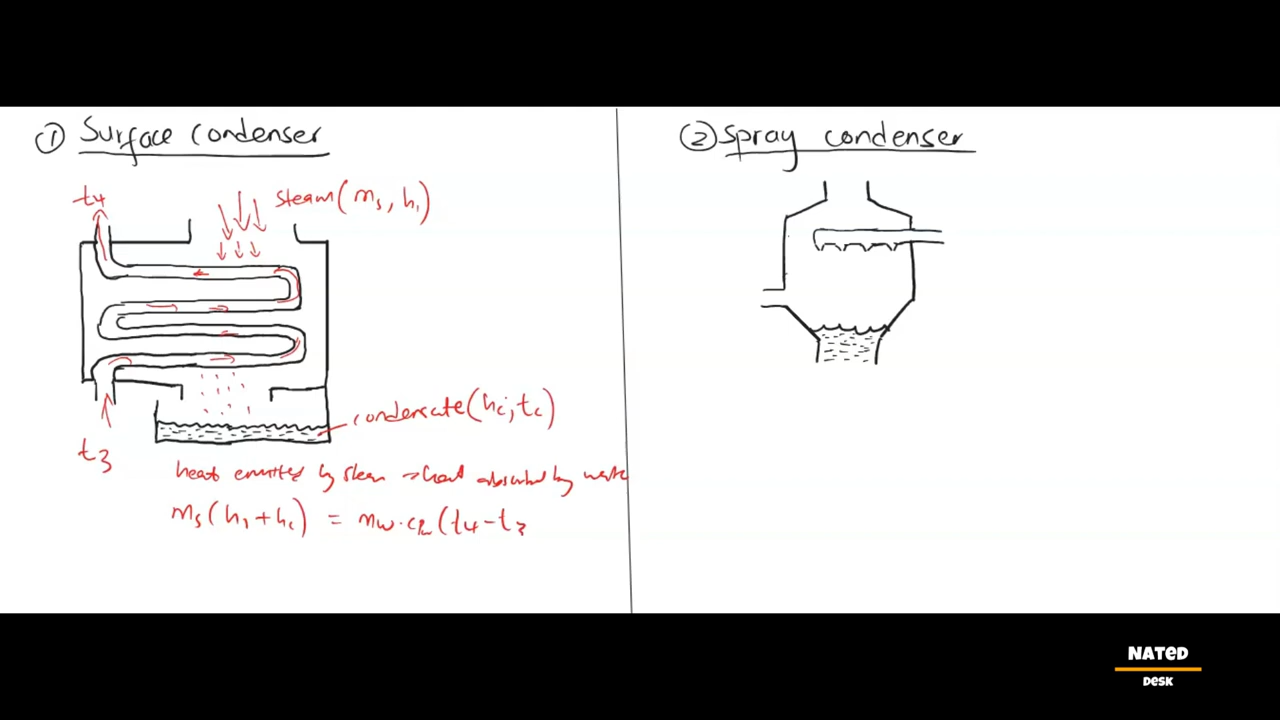 ① Surface condenser
t4
steam(ms, h1)
condensate(hc, tc)
t3
heat emitted by steam → heat absorbed by water
ms(h1+hc) = mw.cpw(t4-t3
② Spray condenser
NATED
DESK